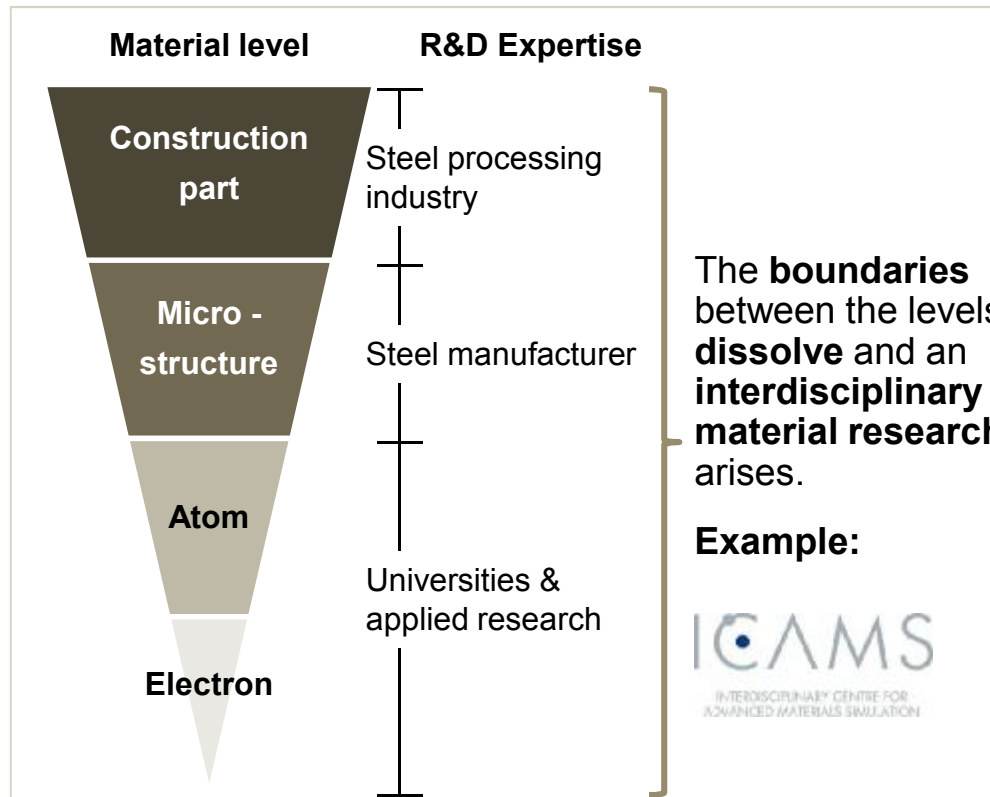 Material level
R&D Expertise
Construction
part
Steel processing
industry
Micro -
structure
Steel manufacturer
Atom
Universities &
applied research
Electron
The boundaries
between the levels
dissolve and an
interdisciplinary
material research
arises.
Example:
ICAMS
INTERDISCIPLINARY CENTRE FOR
ADVANCED MATERIALS SIMULATION